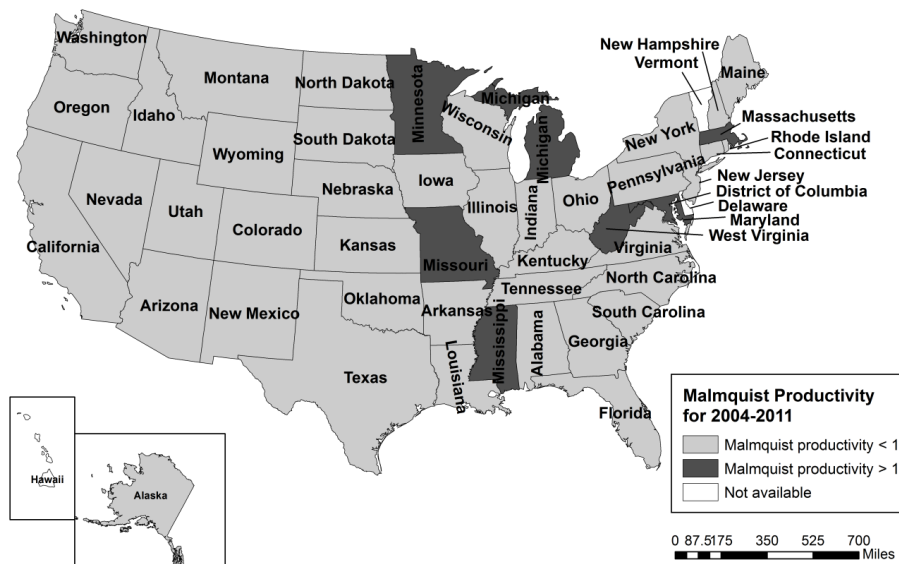 Washington
New Hampshire
Vermont
Maine
Montana
North Dakota
Minnesota
Michigan
Massachusetts
Oregon
Idaho
Wisconsin
Michigan
New York
Rhode Island
Connecticut
South Dakota
Wyoming
Pennsylvania
New Jersey
District of Columbia
Delaware
Maryland
West Virginia
Nebraska
Iowa
Nevada
Utah
Colorado
Illinois
Indiana
Ohio
California
Kansas
Missouri
Kentucky
Virginia
Arizona
New Mexico
Oklahoma
Arkansas
Tennessee
North Carolina
South Carolina
Mississippi
Alabama
Georgia
Texas
Louisiana
Florida
Hawaii
Alaska
Malmquist Productivity
for 2004-2011
Malmquist productivity < 1
Malmquist productivity > 1
Not available
0 87.5175 350 525 700
Miles